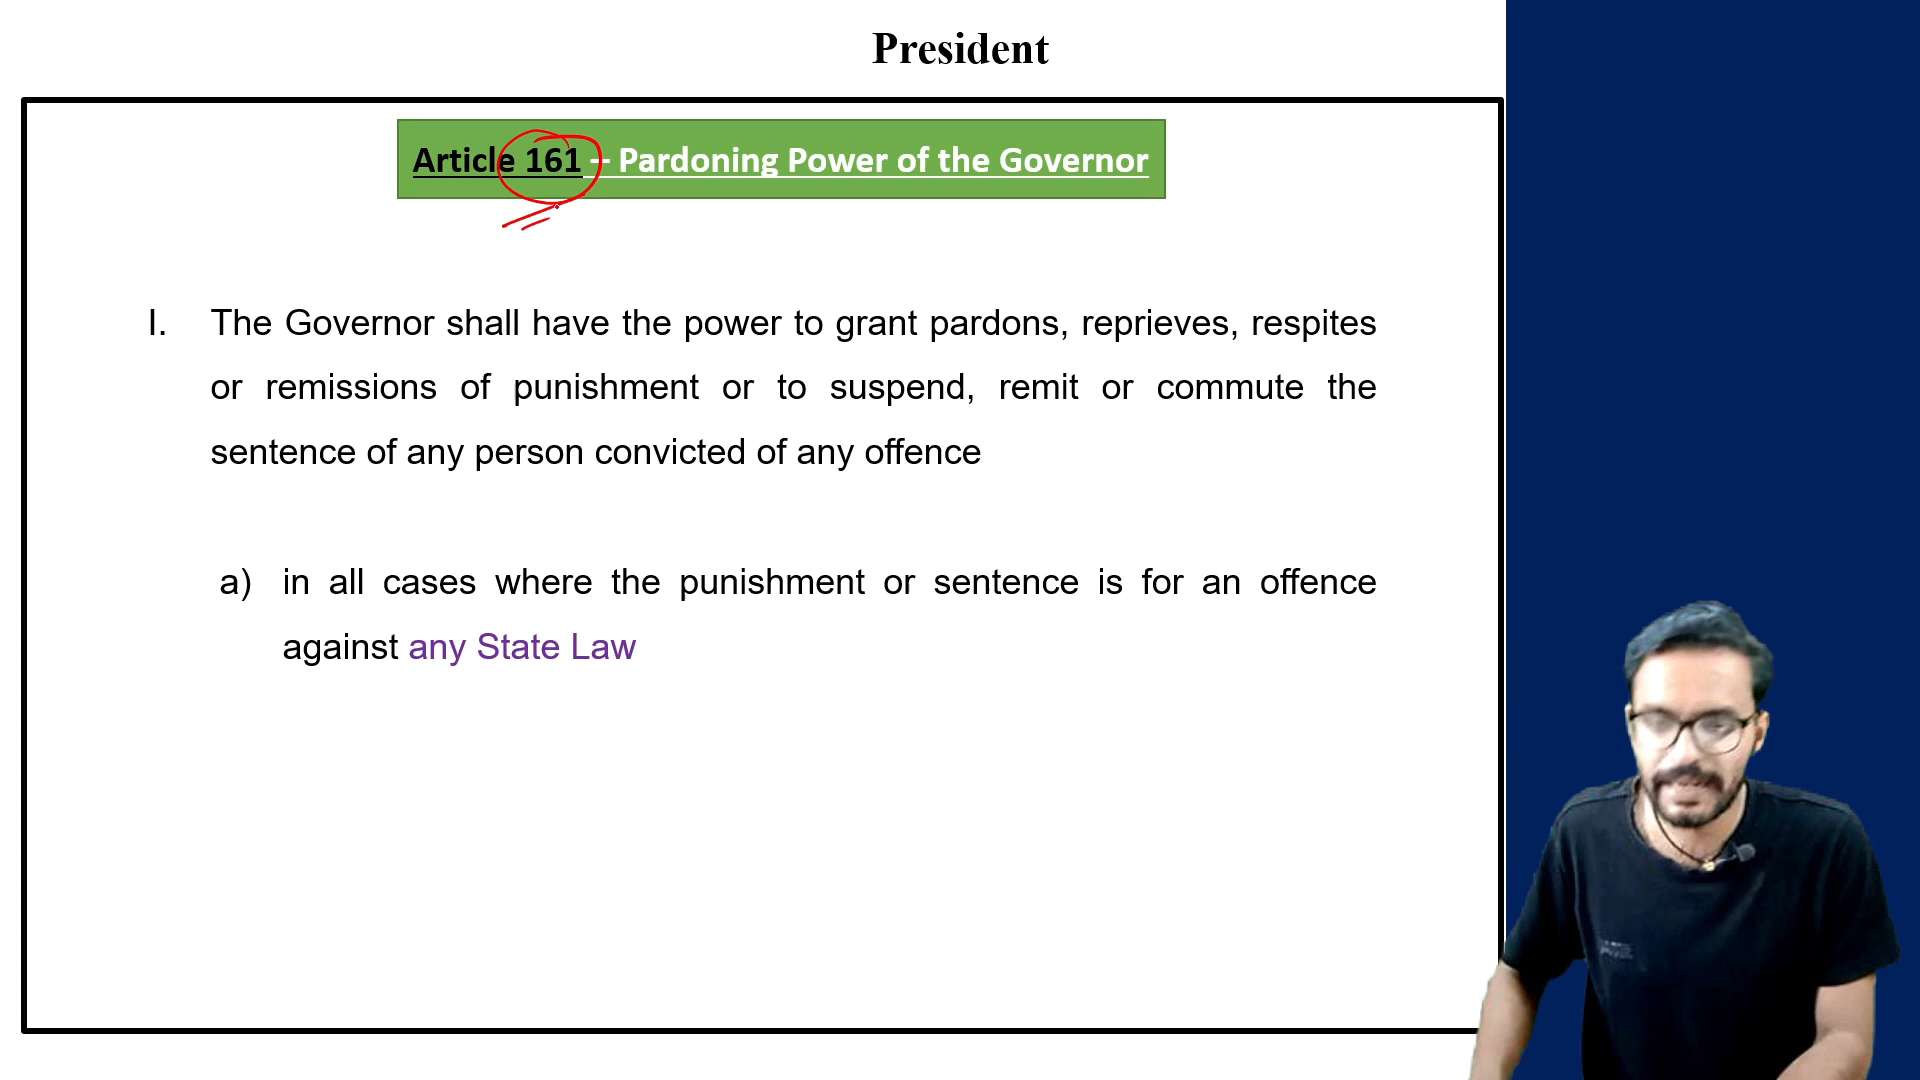 President
Article 161 – Pardoning Power of the Governor
I. The Governor shall have the power to grant pardons, reprieves, respites
or remissions of punishment or to suspend, remit or commute the
sentence of any person convicted of any offence
a) in all cases where the punishment or sentence is for an offence
against any State Law